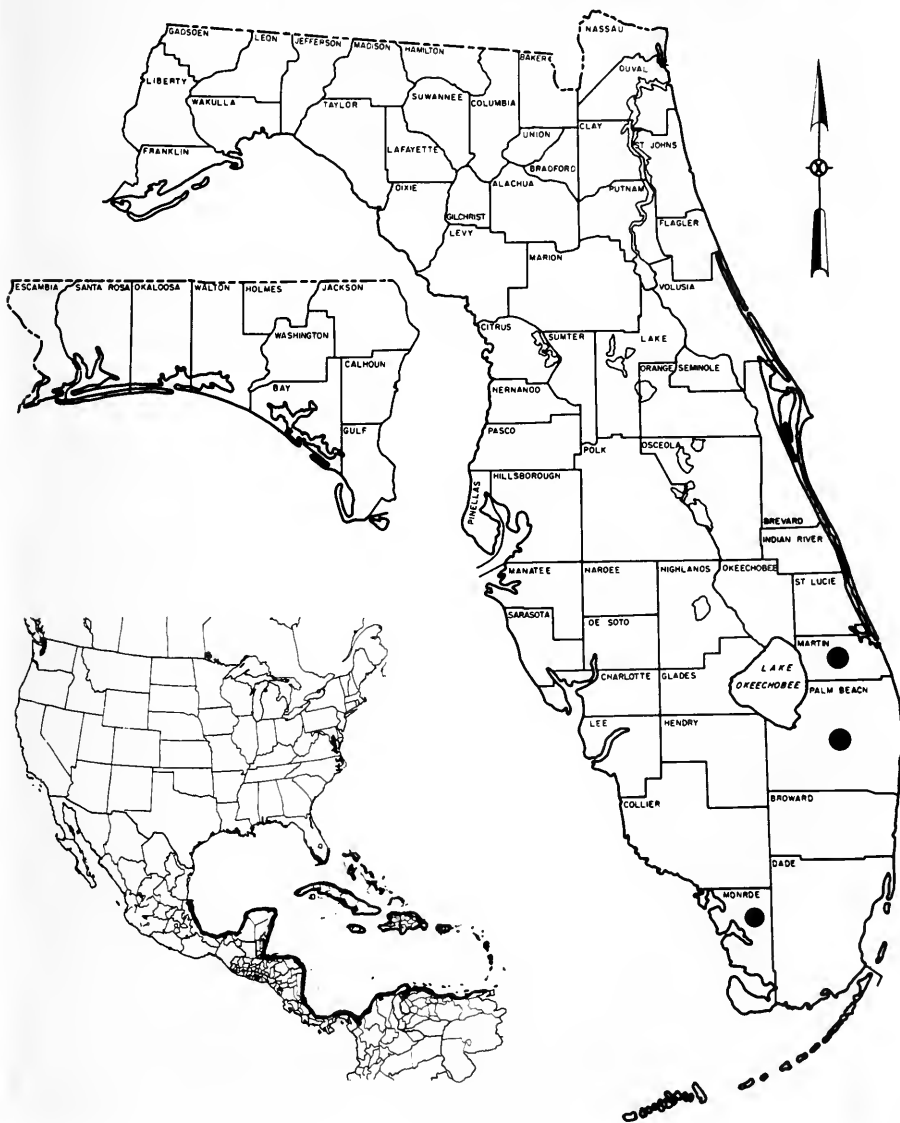 NASSAU
GADSDEN
LEON
JEFFERSON
MADISON
HAMILTON
BAKER
DUVAL
LIBERTY
WAKULLA
TAYLOR
SUWANNEE
COLUMBIA
CLAY
ST JOHNS
FRANKLIN
LAFAYETTE
UNION
BRADFORD
DIXIE
ALACHUA
PUTNAM
GILCHRIST
FLAGLER
LEVY
MARION
VOLUSIA
ESCAMBIA
SANTA ROSA
OKALOOSA
WALTON
HOLMES
JACKSON
WASHINGTON
CALHOUN
BAY
GULF
CITRUS
SUMTER
LAKE
ORANGE
SEMINOLE
HERNANDO
PASCO
POLK
OSCEOLA
HILLSBOROUGH
PINELLAS
BREVARD
INDIAN RIVER
MANATEE
HARDEE
HIGHLANDS
OKEECHOBEE
ST LUCIE
SARASOTA
DE SOTO
MARTIN
CHARLOTTE
GLADES
LAKE
OKEECHOBEE
PALM BEACH
LEE
HENDRY
COLLIER
BROWARD
DADE
MONROE